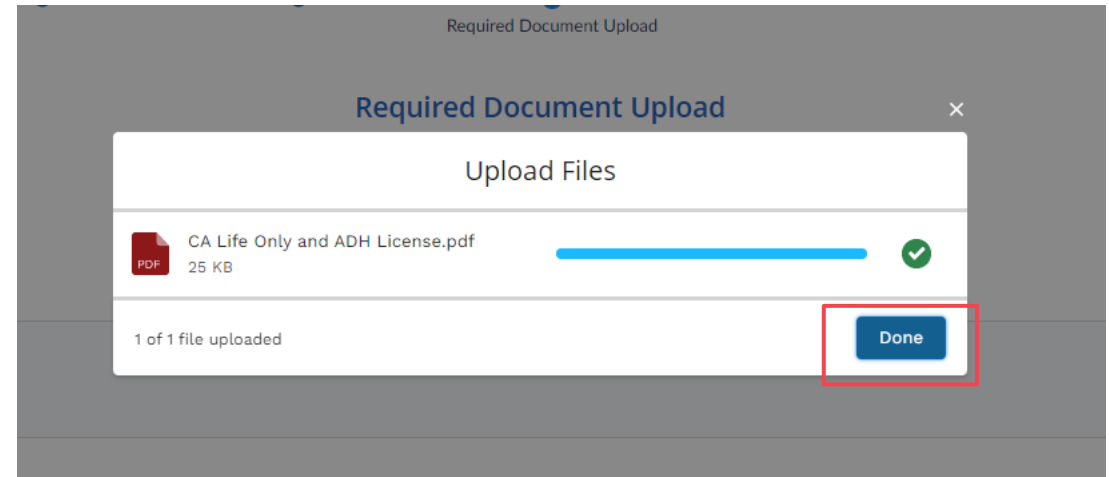 Required Document Upload
Required Document Upload
×
Upload Files
CA Life Only and ADH License.pdf
PDF
25 KB
1 of 1 file uploaded
Done